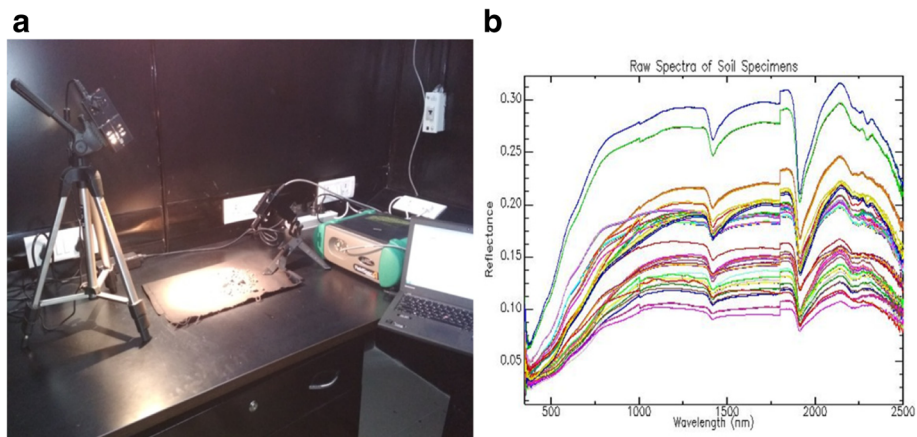 a
b
Raw Spectra of Soil Specimens
Reflectance
0.30
0.25
0.20
0.15
0.10
0.05
500 1000 1500 2000 2500
Wavelength (nm)